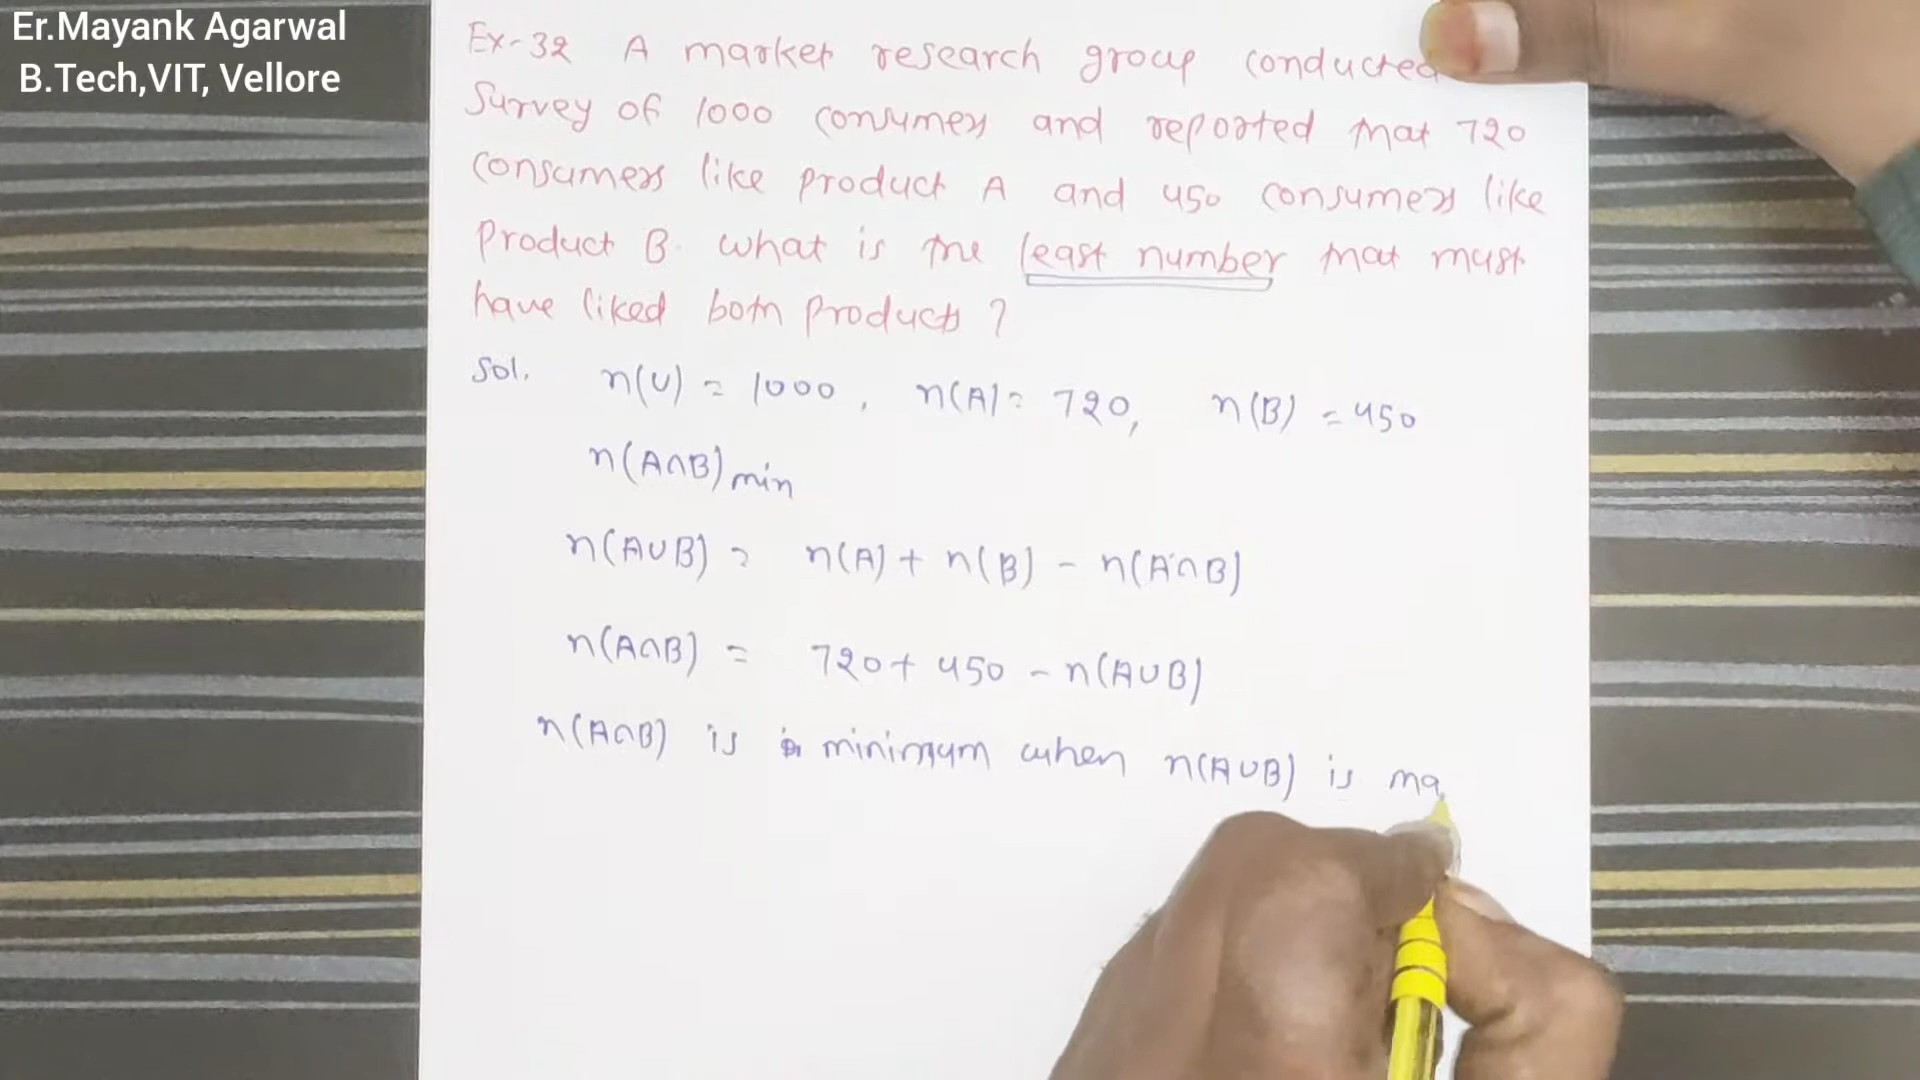 Er.Mayank Agarwal
B.Tech,VIT, Vellore
Ex-32 A market research group conducted
Survey of 1000 consumers and reported that 720
consumers like product A and 450 consumers like
Product B. what is the least number that must
have liked both products ?
Sol. n(U) = 1000, n(A) = 720, n(B) = 450
n(A∩B) min
n(A∪B) = n(A) + n(B) - n(A∩B)
n(A∩B) = 720 + 450 - n(A∪B)
n(A∩B) is minimum when n(A∪B) is ma